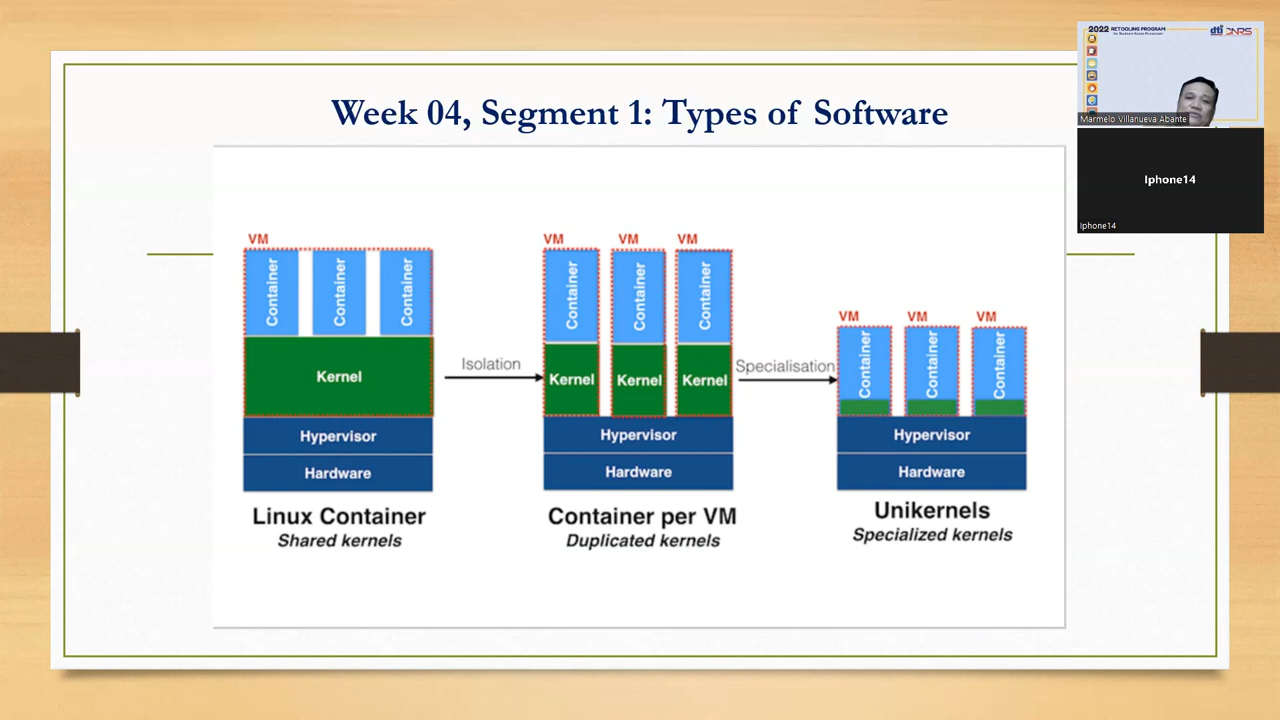 Week 04, Segment 1: Types of Software
VM
Container
Container
Container
Kernel
Hypervisor
Hardware
Linux Container
Shared kernels
Isolation
VM
VM
VM
Container
Container
Container
Kernel
Kernel
Kernel
Hypervisor
Hardware
Container per VM
Duplicated kernels
Specialisation
VM
VM
VM
Container
Container
Container
Hypervisor
Hardware
Unikernels
Specialized kernels
2022 RETOOLING PROGRAM
dti
Marmelo Villanueva Abante
Iphone14
Iphone14